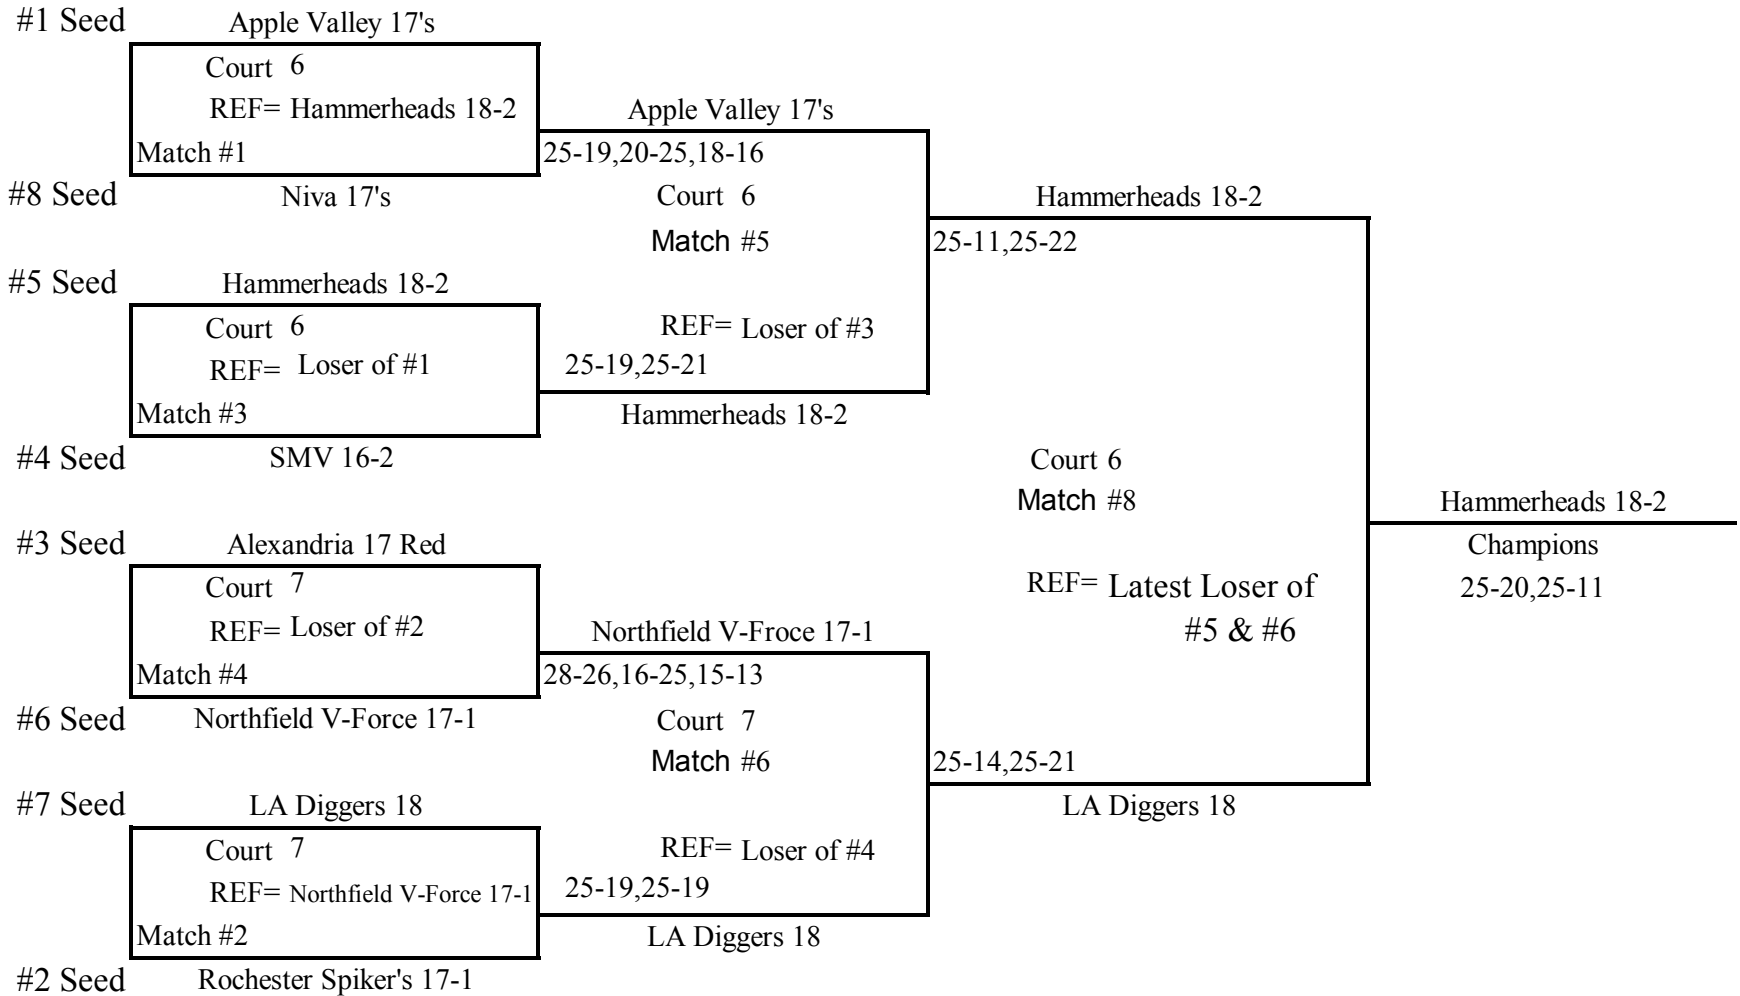 #1 Seed Apple Valley 17's
Court 6
REF= Hammerheads 18-2
Apple Valley 17's
Match #1
25-19,20-25,18-16
#8 Seed Niva 17's
Court 6
Hammerheads 18-2
Match #5
25-11,25-22
#5 Seed Hammerheads 18-2
Court 6
REF= Loser of #3
REF= Loser of #1
25-19,25-21
Match #3
Hammerheads 18-2
#4 Seed SMV 16-2
Court 6
Match #8
Hammerheads 18-2
#3 Seed Alexandria 17 Red
Champions
Court 7
REF= Latest Loser of
#5 & #6
25-20,25-11
REF= Loser of #2
Northfield V-Froce 17-1
Match #4
28-26,16-25,15-13
#6 Seed Northfield V-Force 17-1
Court 7
Match #6
25-14,25-21
#7 Seed LA Diggers 18
LA Diggers 18
Court 7
REF= Loser of #4
REF= Northfield V-Force 17-1
25-19,25-19
Match #2
LA Diggers 18
#2 Seed Rochester Spiker's 17-1